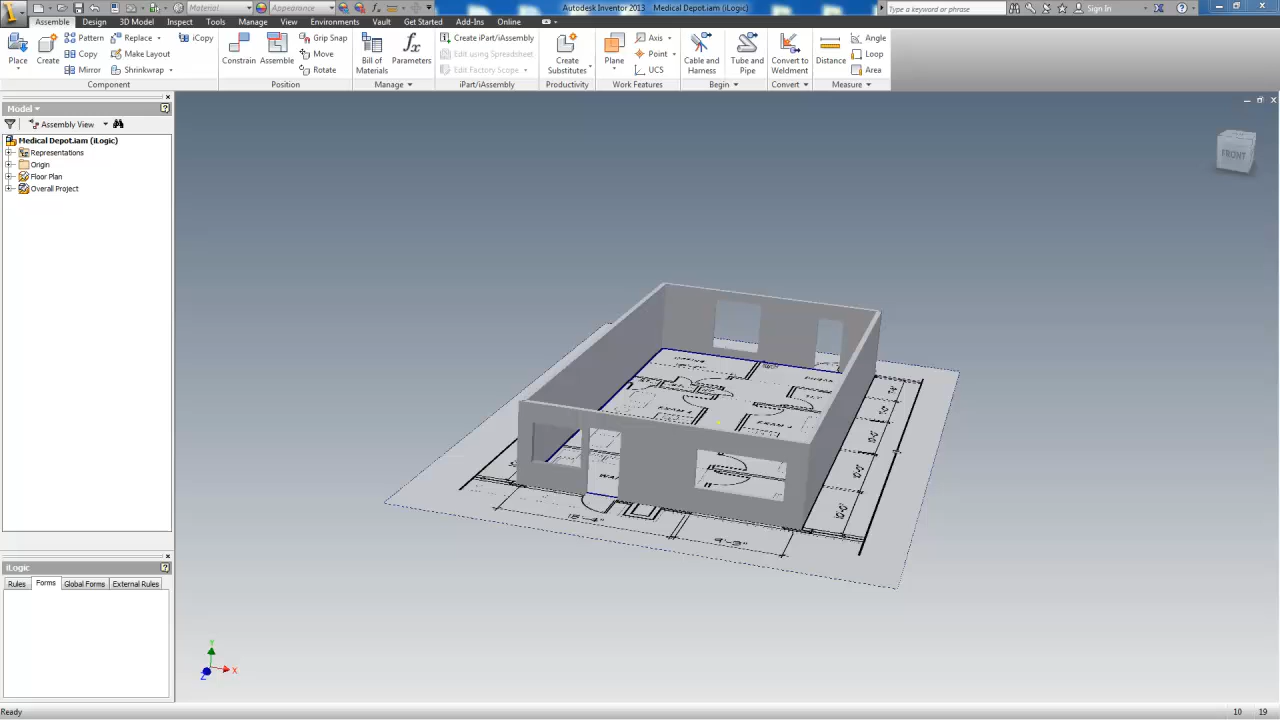 Material
Appearance
Autodesk Inventor 2013 Medical Depot.iam (iLogic)
Type a keyword or phrase
Sign In
Assemble Design 3D Model Inspect Tools Manage View Environments Vault Get Started Add-Ins Online
Place
Create
Pattern
Copy
Mirror
Replace
Make Layout
Shrinkwrap
iCopy
Component
Constrain
Assemble
Grip Snap
Move
Rotate
Position
Bill of Materials
Parameters
Manage
Create iPart/iAssembly
Edit using Spreadsheet
Edit Factory Scope
iPart/iAssembly
Create Substitutes
Productivity
Plane
Axis
Point
UCS
Work Features
Cable and Harness
Tube and Pipe
Begin
Convert to Weldment
Convert
Distance
Angle
Loop
Area
Measure
Model
Assembly View
Medical Depot.iam (iLogic)
Representations
Origin
Floor Plan
Overall Project
FRONT
15'-4"
iLogic
Rules Forms Global Forms External Rules
Y
X
Z
Ready
10 19